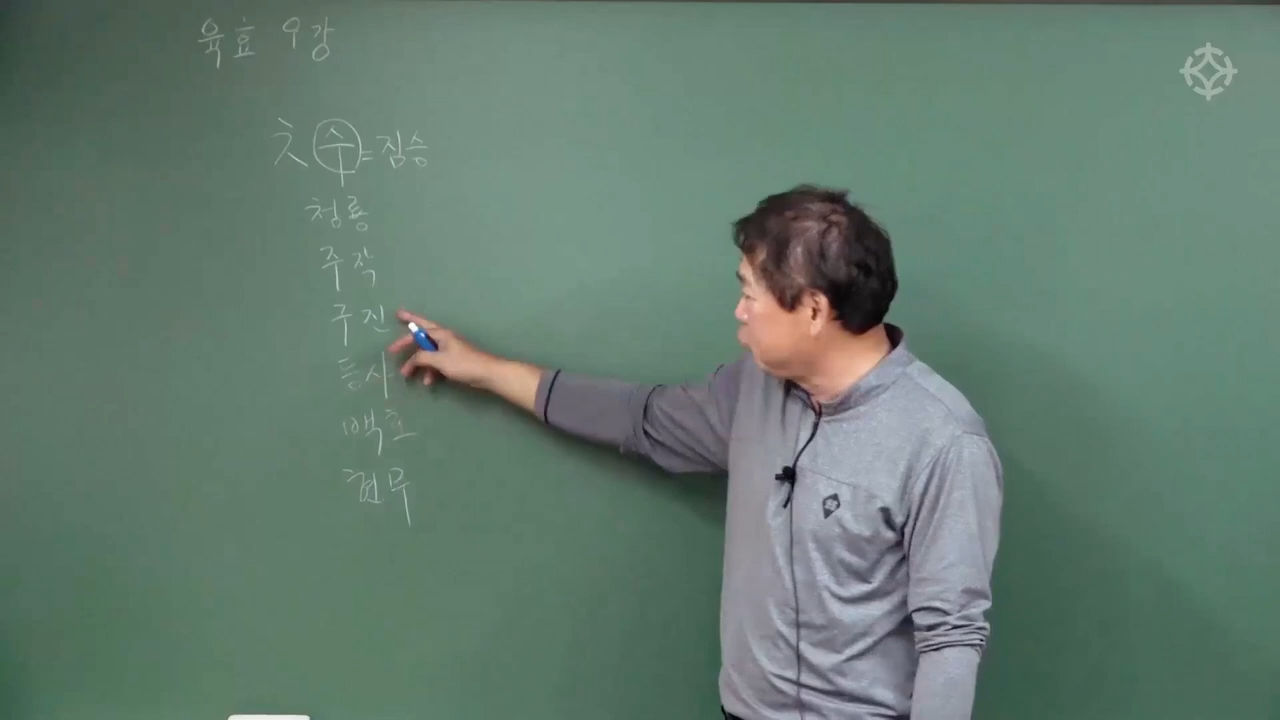 육효 9강
六 수 = 짐승
청룡
주작
구진
등사
백호
현무